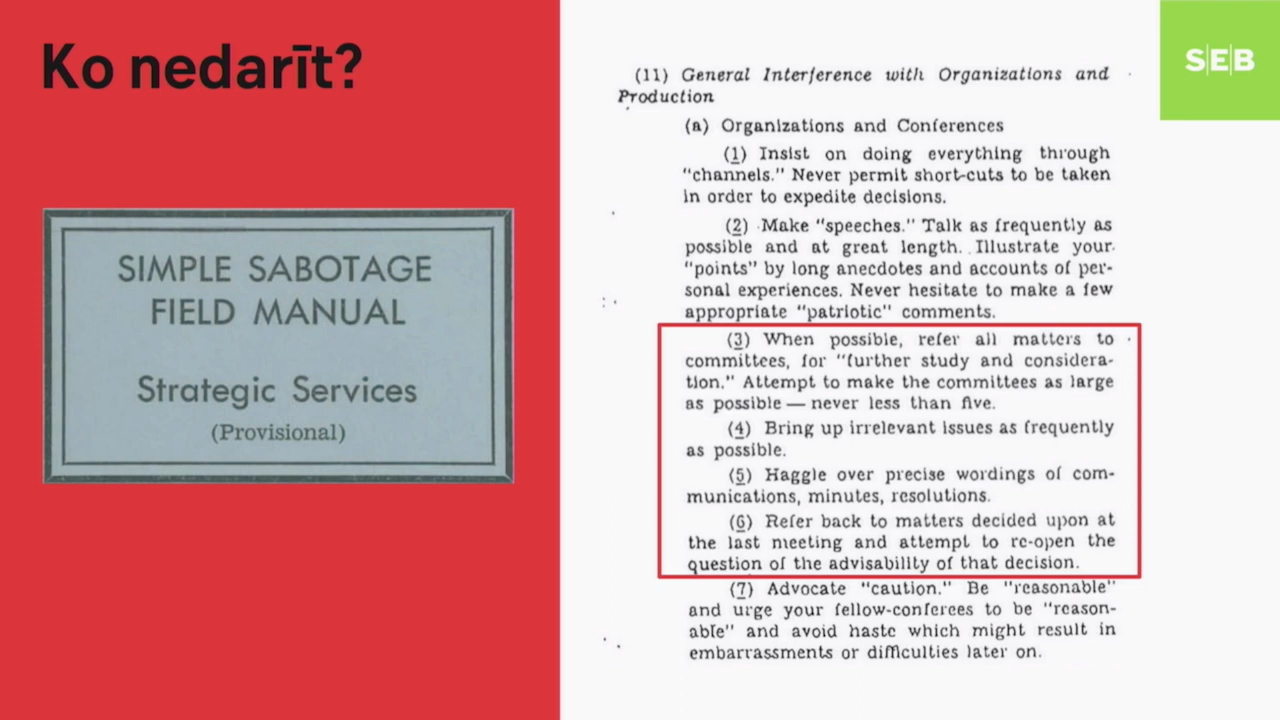 Ko nedarīt?
SIMPLE SABOTAGE
FIELD MANUAL
Strategic Services
(Provisional)
(11) General Interference with Organizations and
Production
(a) Organizations and Conferences
(1) Insist on doing everything through
"channels." Never permit short-cuts to be taken
in order to expedite decisions.
(2) Make "speeches." Talk as frequently as
possible and at great length. Illustrate your
"points" by long anecdotes and accounts of per-
sonal experiences. Never hesitate to make a few
appropriate "patriotic" comments.
(3) When possible, refer all matters to
committees, for "further study and considera-
tion." Attempt to make the committees as large
as possible — never less than five.
(4) Bring up irrelevant issues as frequently
as possible.
(5) Haggle over precise wordings of com-
munications, minutes, resolutions.
(6) Refer back to matters decided upon at
the last meeting and attempt to re-open the
question of the advisability of that decision.
(7) Advocate "caution." Be "reasonable"
and urge your fellow-conferees to be "reason-
able" and avoid haste which might result in
embarrassments or difficulties later on.
SEB